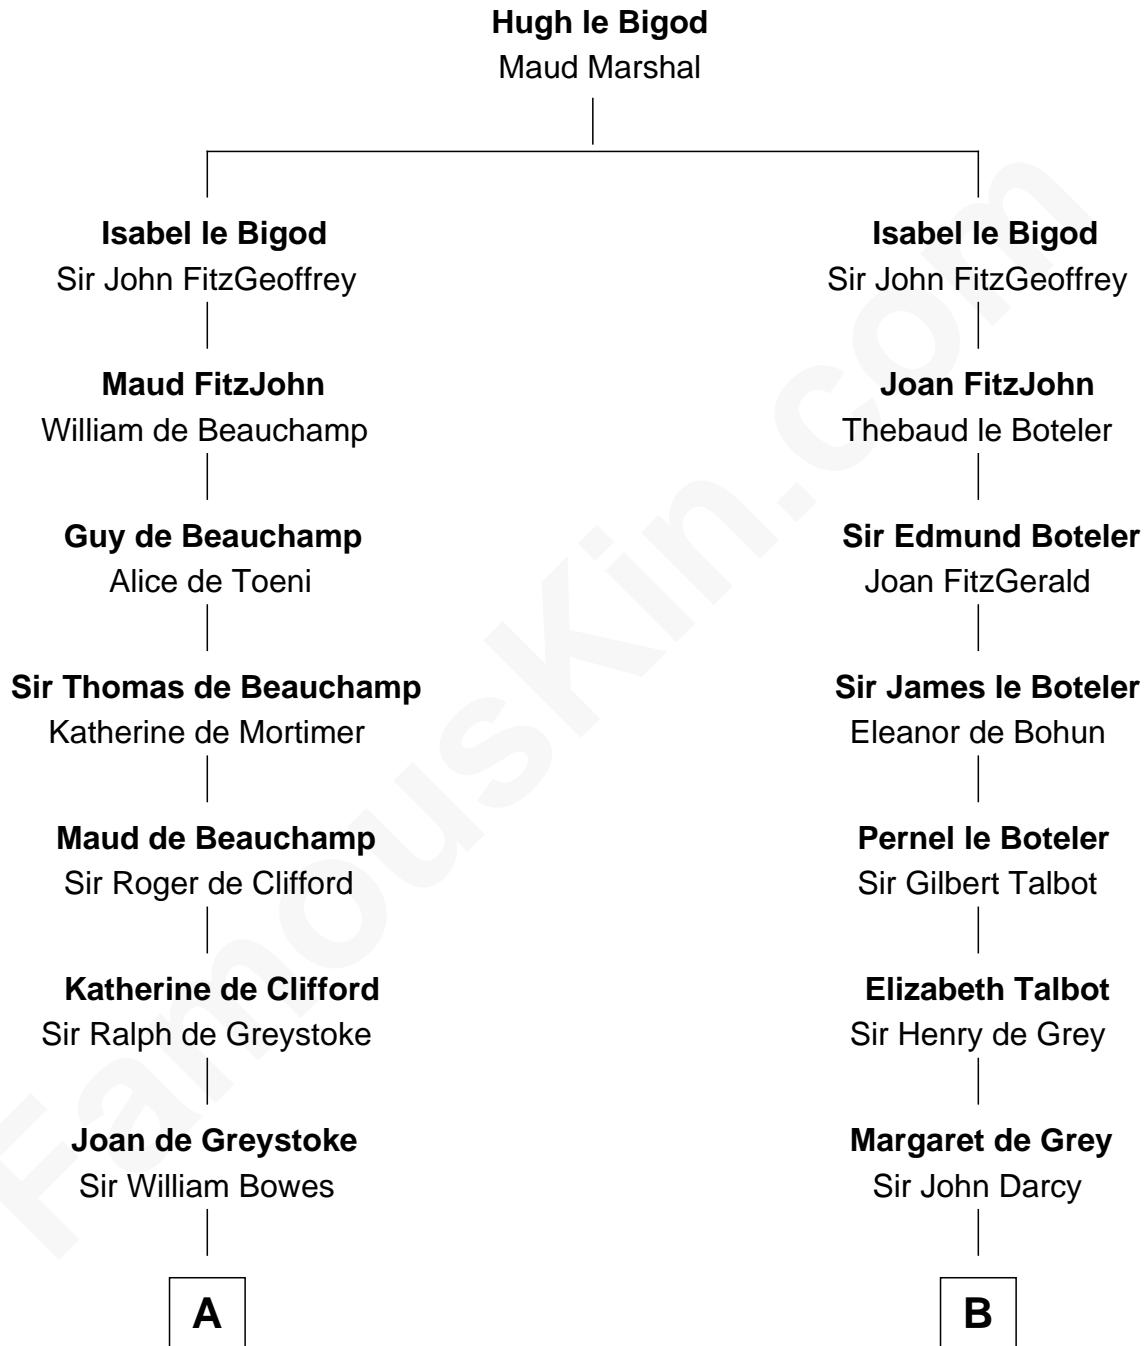 Hugh le Bigod
Maud Marshal
Isabel le Bigod
Sir John FitzGeoffrey
Isabel le Bigod
Sir John FitzGeoffrey
Maud FitzJohn
William de Beauchamp
Joan FitzJohn
Thebaud le Boteler
Guy de Beauchamp
Alice de Toeni
Sir Edmund Boteler
Joan FitzGerald
Sir Thomas de Beauchamp
Katherine de Mortimer
Sir James le Boteler
Eleanor de Bohun
Maud de Beauchamp
Sir Roger de Clifford
Pernel le Boteler
Sir Gilbert Talbot
Katherine de Clifford
Sir Ralph de Greystoke
Elizabeth Talbot
Sir Henry de Grey
Joan de Greystoke
Sir William Bowes
Margaret de Grey
Sir John Darcy
A
B
FamousKin.com